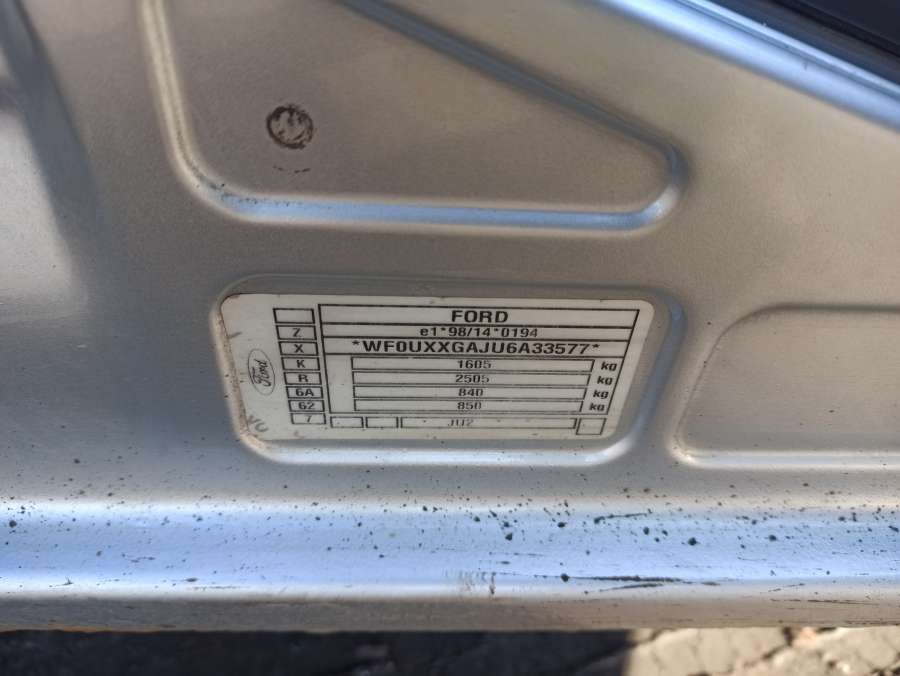 FORD
Z e1*98/14*0194
X *WF0UXXGAJU6A33577*
K 1605 kg
R 2505 kg
6A 840 kg
62 850 kg
7 JU2
Ford
VU